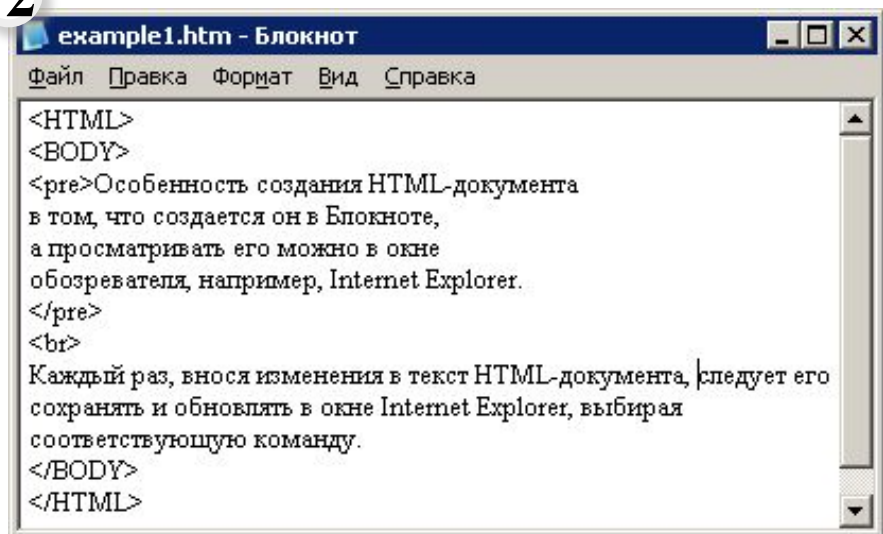 2
example1.htm - Блокнот
Файл Правка Формат Вид Справка
<HTML>
<BODY>
<pre>Особенность создания HTML-документа
в том, что создается он в Блокноте,
а просматривать его можно в окне
обозревателя, например, Internet Explorer.
</pre>
<br>
Каждый раз, внося изменения в текст HTML-документа, следует его
сохранять и обновлять в окне Internet Explorer, выбирая
соответствующую команду.
</BODY>
</HTML>